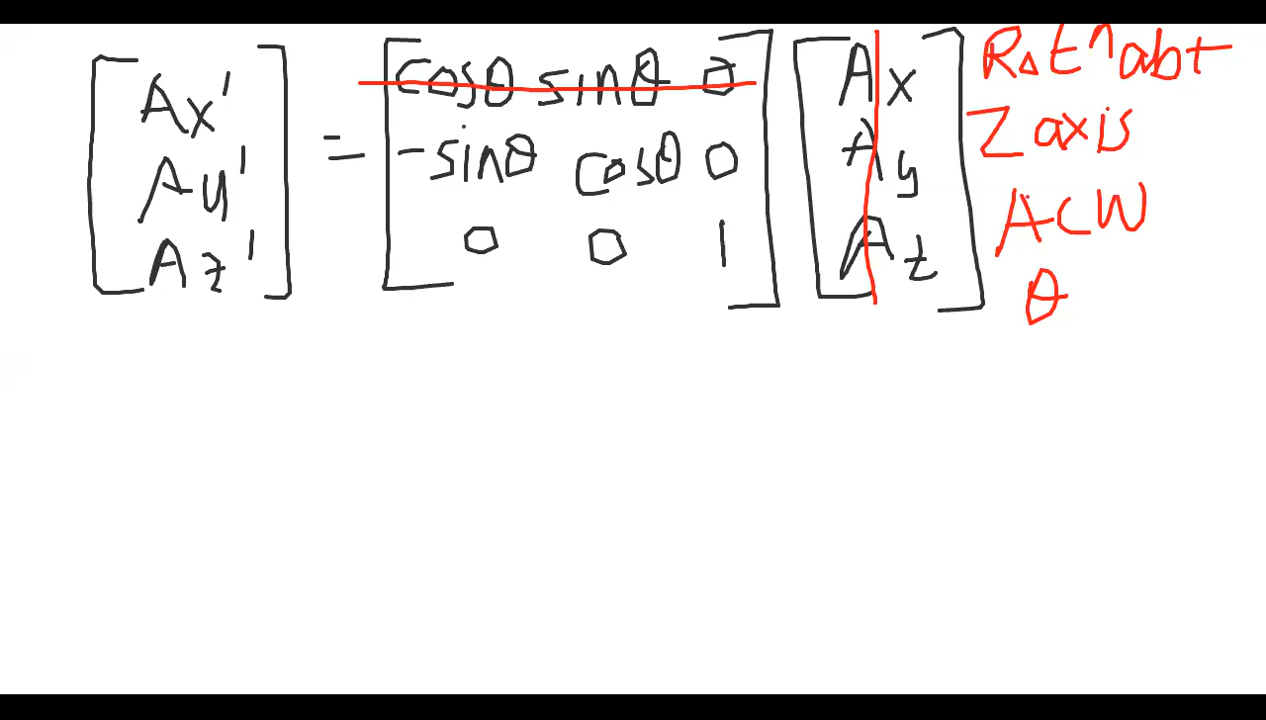 [Ax'] = [cosθ sinθ 0] [Ax]
[Ay'] [-sinθ cosθ 0] [Ay]
[Az'] [0 0 1] [Az]
Rotⁿ abt
Z axis
ACW
θ